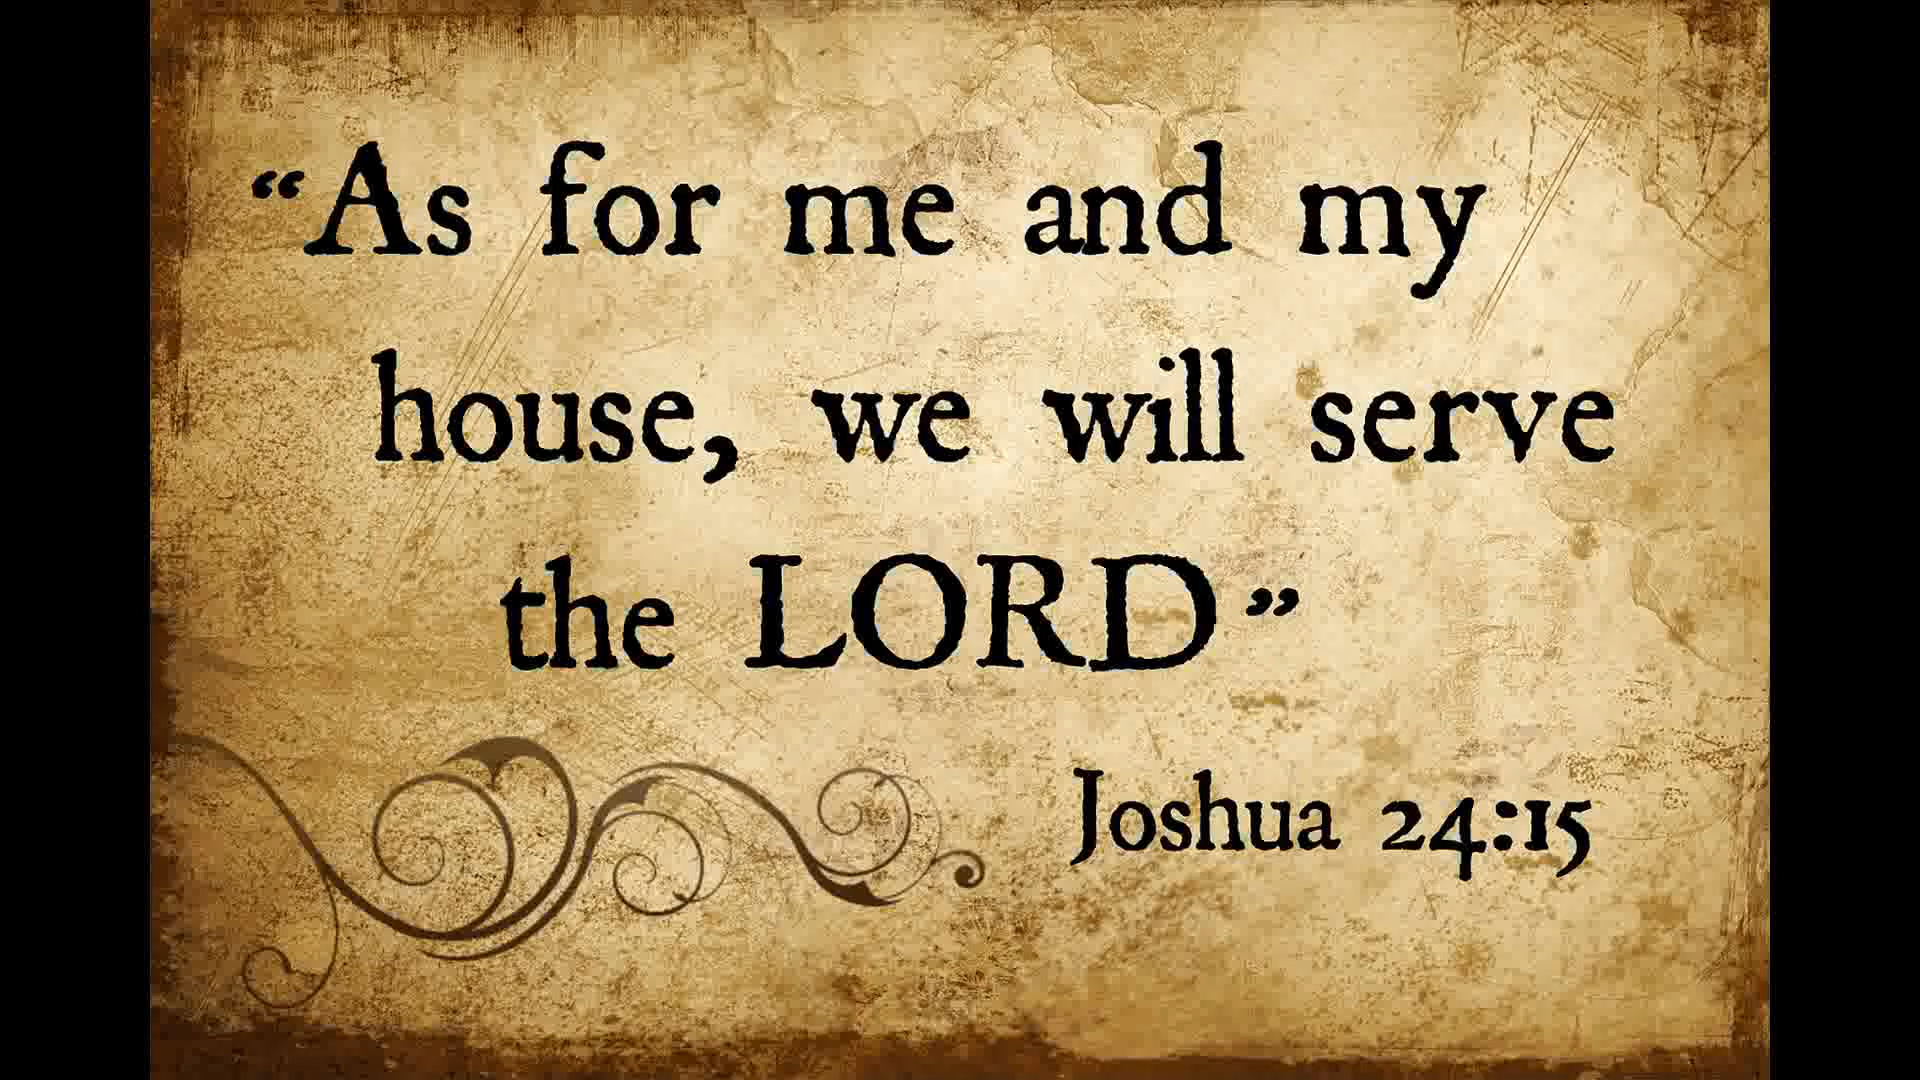 “As for me and my
house, we will serve
the LORD”
Joshua 24:15